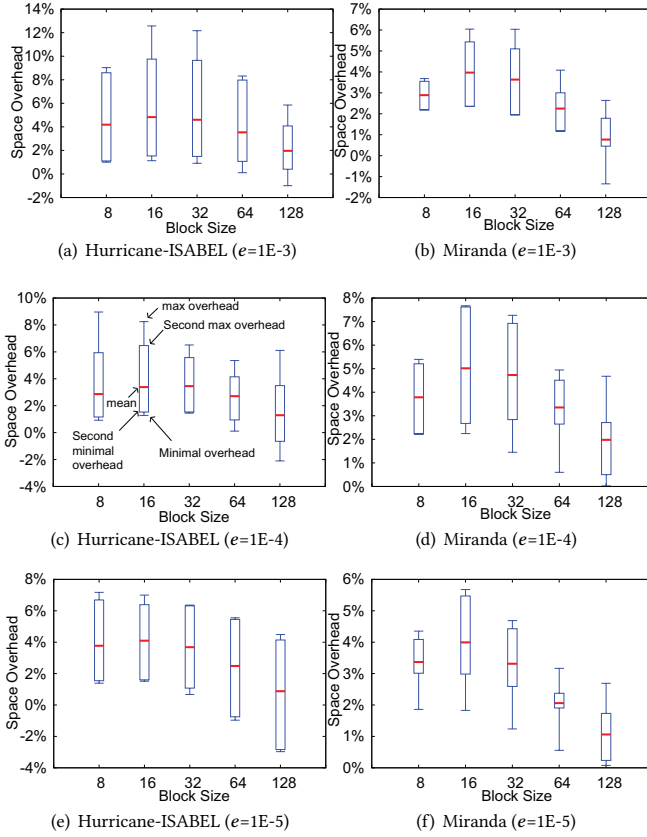 14%
12%
10%
8%
6%
4%
2%
0%
-2%
Space Overhead
8 16 32 64 128
Block Size
(a) Hurricane-ISABEL (e=1E-3)
7%
6%
5%
4%
3%
2%
1%
0%
-1%
-2%
Space Overhead
8 16 32 64 128
Block Size
(b) Miranda (e=1E-3)
10%
8%
6%
4%
2%
0%
-2%
-4%
Space Overhead
max overhead
Second max overhead
mean
Second
minimal
overhead
Minimal overhead
8 16 32 64 128
Block Size
(c) Hurricane-ISABEL (e=1E-4)
8%
7%
6%
5%
4%
3%
2%
1%
0%
Space Overhead
8 16 32 64 128
Block Size
(d) Miranda (e=1E-4)
8%
6%
4%
2%
0%
-2%
-4%
Space Overhead
8 16 32 64 128
Block Size
(e) Hurricane-ISABEL (e=1E-5)
6%
5%
4%
3%
2%
1%
0%
Space Overhead
8 16 32 64 128
Block Size
(f) Miranda (e=1E-5)